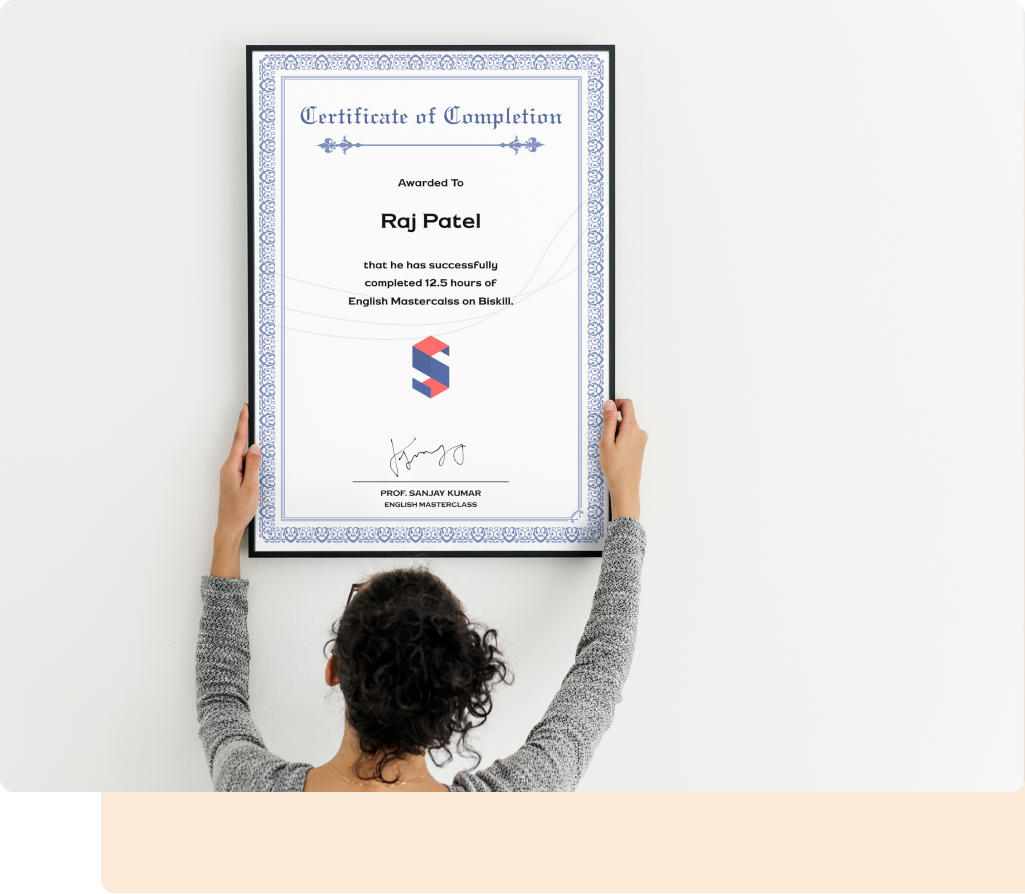 Certificate of Completion
Awarded To
Raj Patel
that he has successfully
completed 12.5 hours of
English Mastercalss on Biskill.
PROF. SANJAY KUMAR
ENGLISH MASTERCLASS